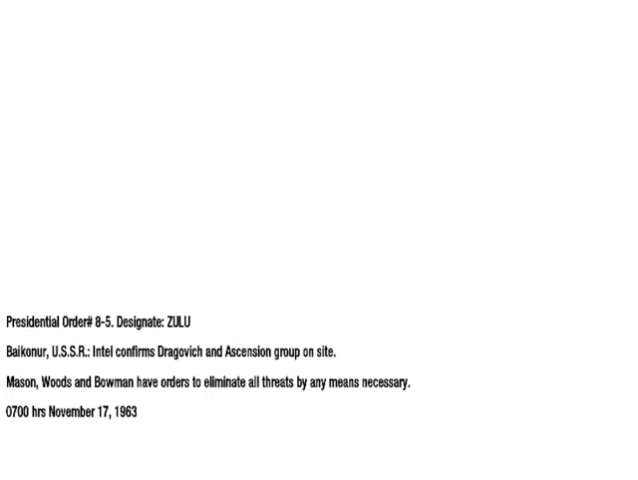 Presidential Order# 8-5. Designate: ZULU
Baikonur, U.S.S.R.: Intel confirms Dragovich and Ascension group on site.
Mason, Woods and Bowman have orders to eliminate all threats by any means necessary.
0700 hrs November 17, 1963